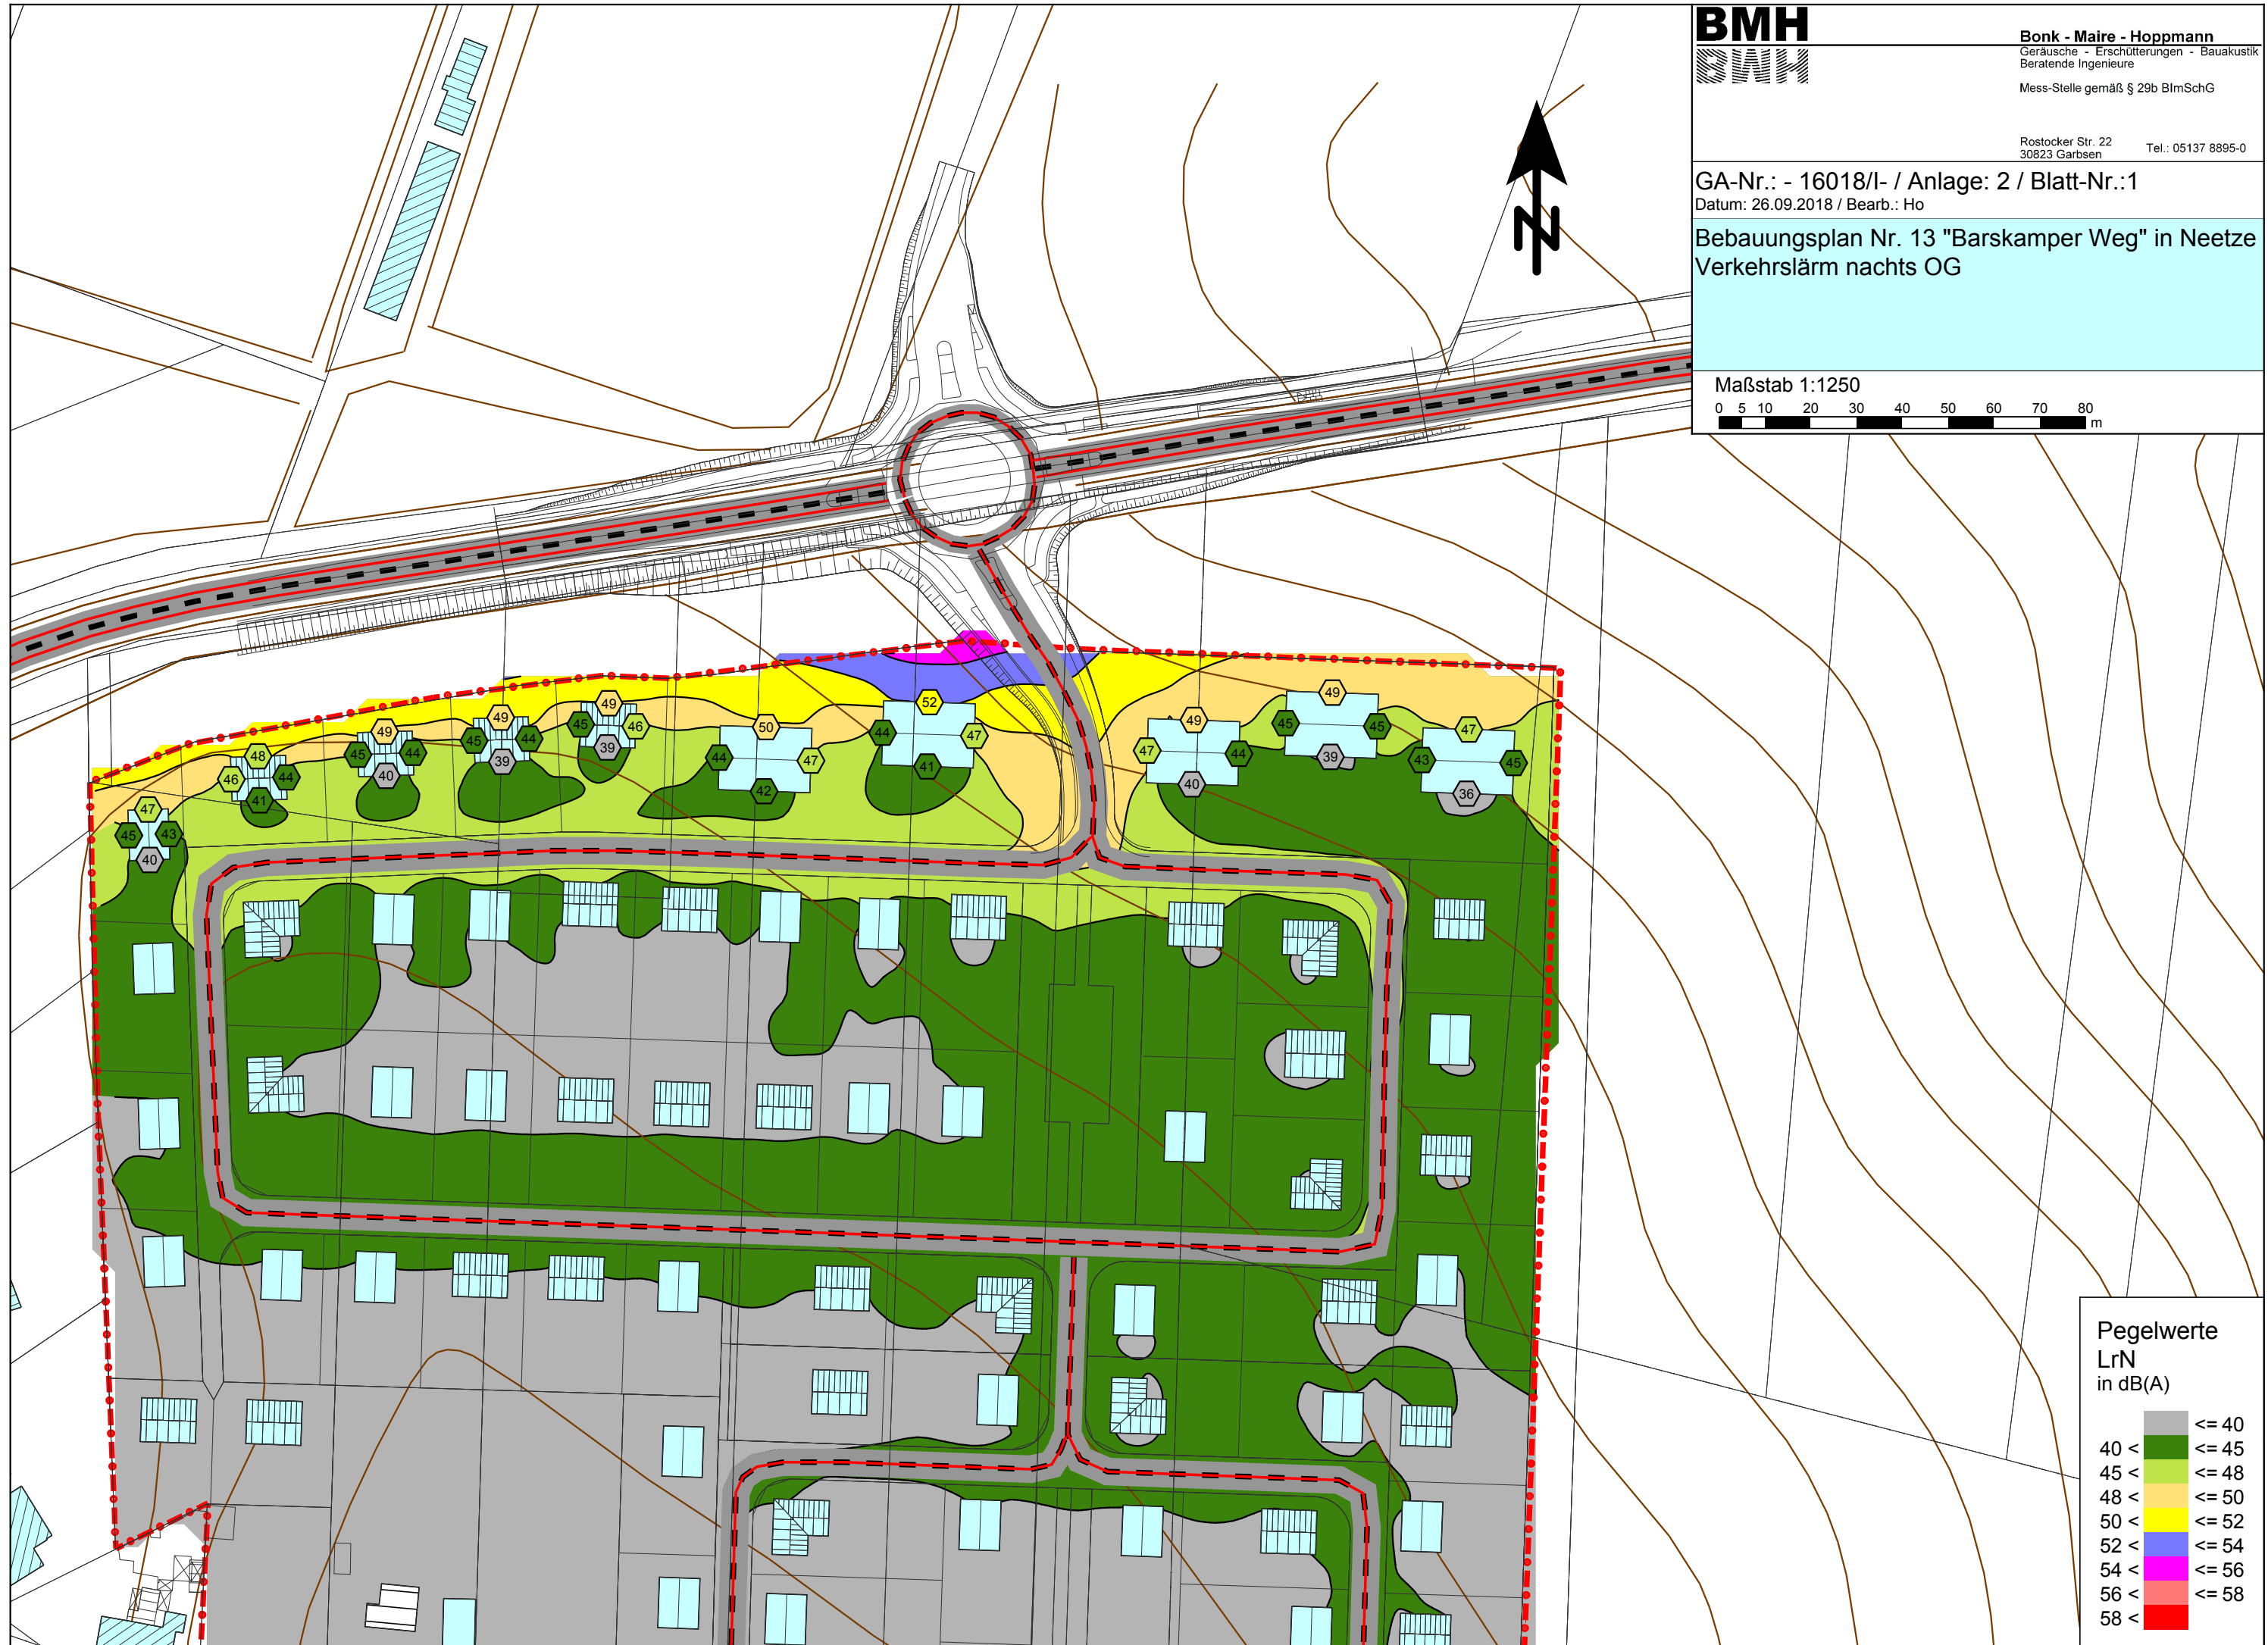 BMH
BMH
Bonk - Maire - Hoppmann
Geräusche - Erschütterungen - Bauakustik
Beratende Ingenieure
Mess-Stelle gemäß § 29b BImSchG
Rostocker Str. 22
30823 Garbsen Tel.: 05137 8895-0
GA-Nr.: - 16018/I- / Anlage: 2 / Blatt-Nr.:1
Datum: 26.09.2018 / Bearb.: Ho
Bebauungsplan Nr. 13 "Barskamper Weg" in Neetze
Verkehrslärm nachts OG
Maßstab 1:1250
0 5 10 20 30 40 50 60 70 80
m
N
47
45 43
40
48
46 44
41
49
45 44
40
49
45 44
39
49
45 46
39
50
44 47
42
52
44 47
41
49
47 44
40
49
45 45
39
47
43 45
36
Pegelwerte
LrN
in dB(A)
<= 40
40 < <= 45
45 < <= 48
48 < <= 50
50 < <= 52
52 < <= 54
54 < <= 56
56 < <= 58
58 <